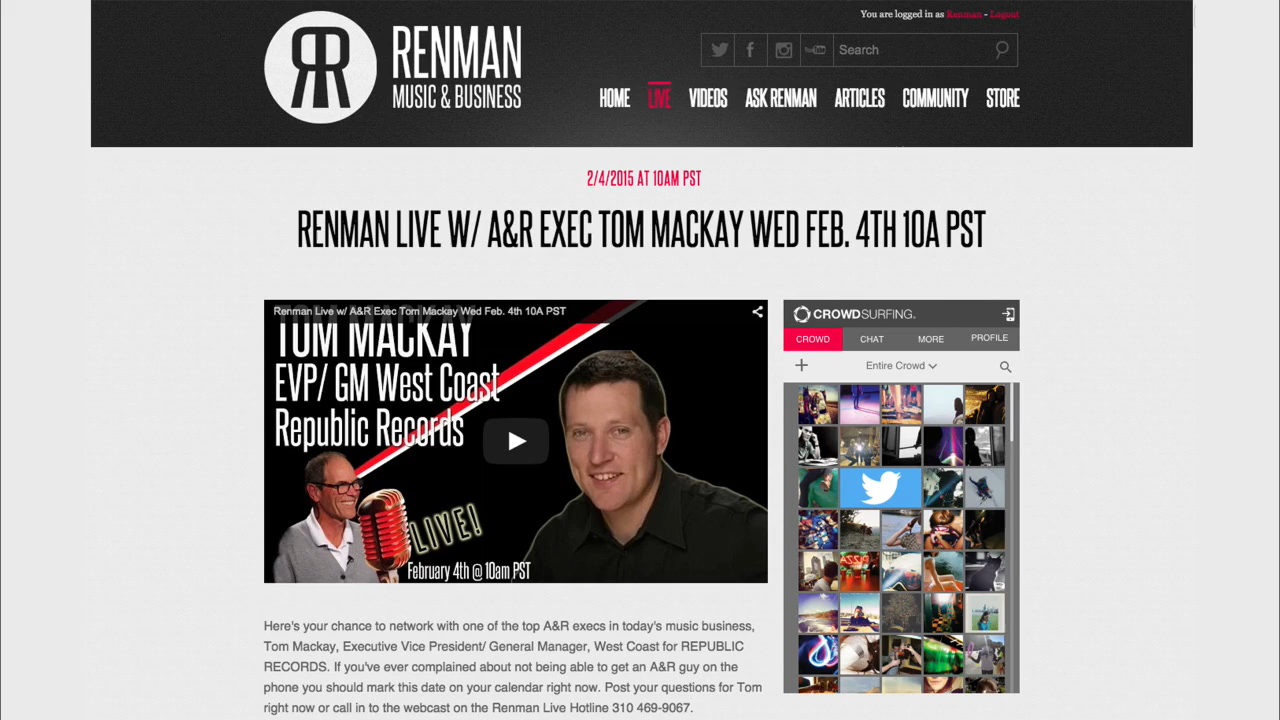 You are logged in as Renman - Logout
RENMAN
MUSIC & BUSINESS
Search
HOME LIVE VIDEOS ASK RENMAN ARTICLES COMMUNITY STORE
2/4/2015 AT 10AM PST
RENMAN LIVE W/ A&R EXEC TOM MACKAY WED FEB. 4TH 10A PST
Renman Live w/ A&R Exec Tom Mackay Wed Feb. 4th 10A PST
TOM MACKAY
EVP/ GM West Coast
Republic Records
LIVE!
February 4th @ 10am PST
CROWDSURFING.
CROWD CHAT MORE PROFILE
Entire Crowd
Here's your chance to network with one of the top A&R execs in today's music business,
Tom Mackay, Executive Vice President/ General Manager, West Coast for REPUBLIC
RECORDS. If you've ever complained about not being able to get an A&R guy on the
phone you should mark this date on your calendar right now. Post your questions for Tom
right now or call in to the webcast on the Renman Live Hotline 310 469-9067.